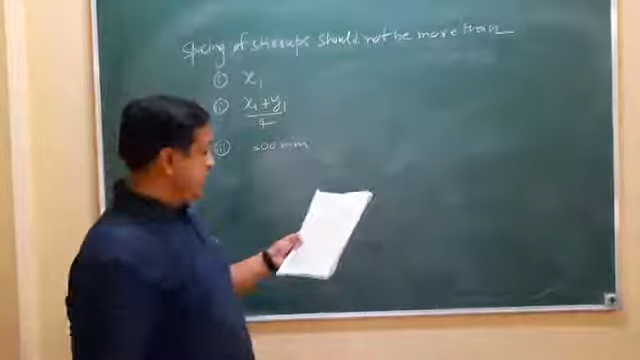 Spacing of stirrups should not be more than
(i) x₁
(ii) x₁+y₁/4
(iii) 300 mm